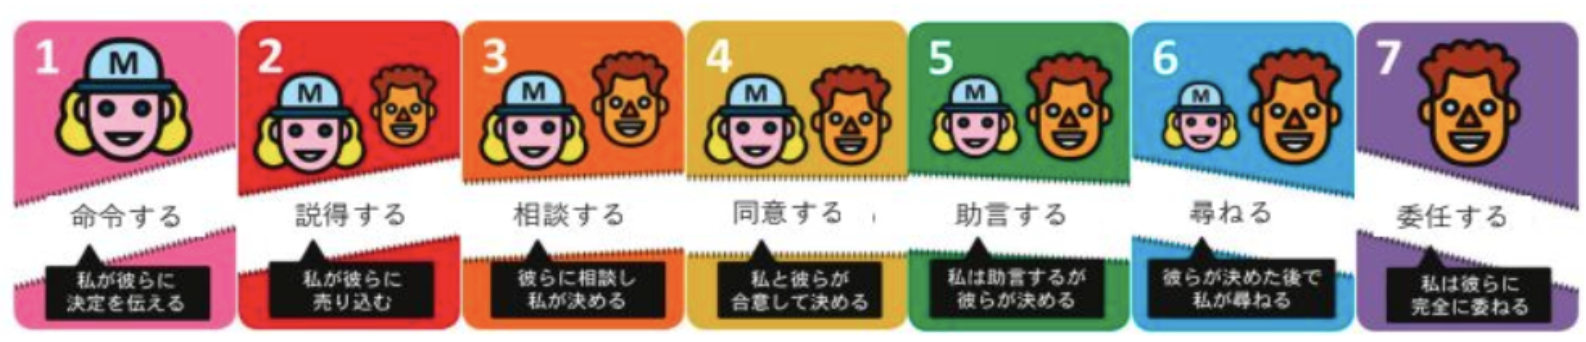 1
M
命令する
私が彼らに
決定を伝える
2
M
説得する
私が彼らに
売り込む
3
M
相談する
彼らに相談し
私が決める
4
M
同意する
私と彼らが
合意して決める
5
M
助言する
私は助言するが
彼らが決める
6
M
尋ねる
彼らが決めた後で
私が尋ねる
7
委任する
私は彼らに
完全に委ねる